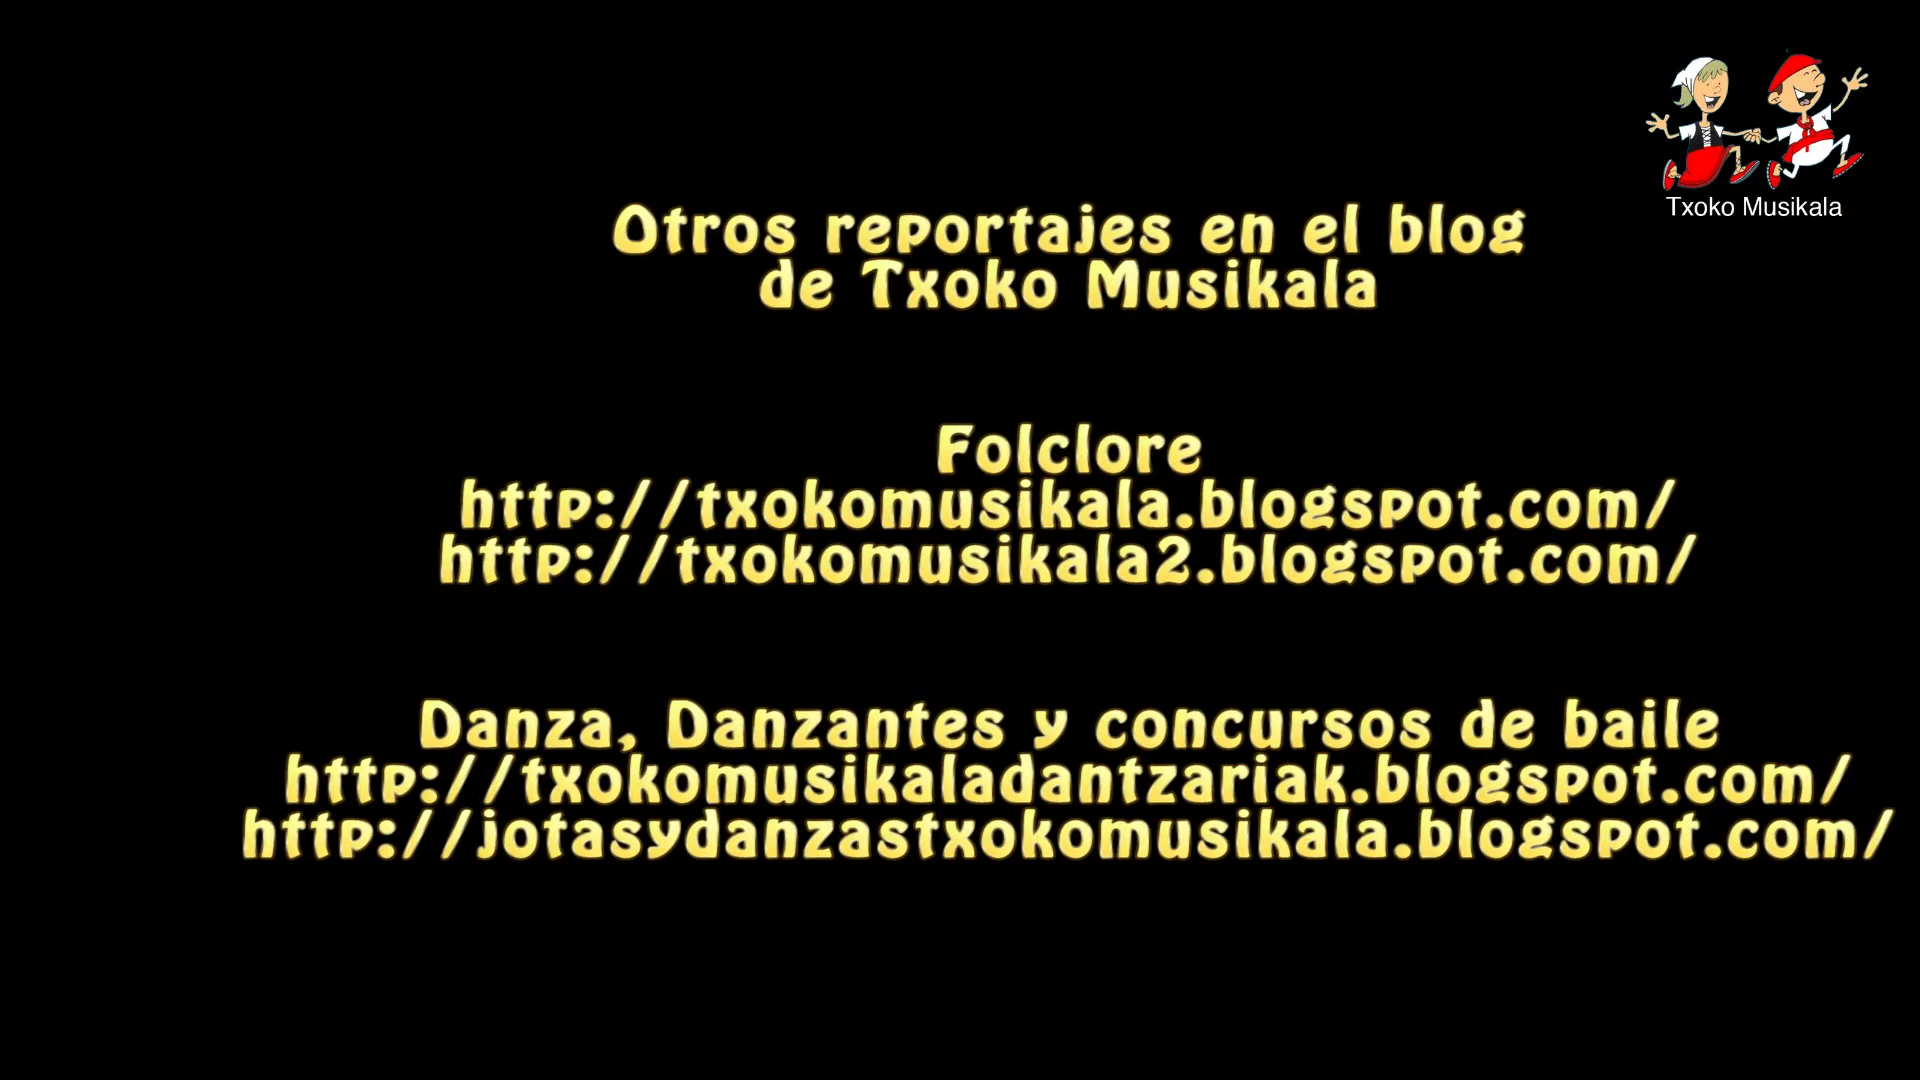 Txoko Musikala
Otros reportajes en el blog
de Txoko Musikala
Folclore
http://txokomusikala.blogspot.com/
http://txokomusikala2.blogspot.com/
Danza, Danzantes y concursos de baile
http://txokomusikaladantzariak.blogspot.com/
http://jotasydanzastxokomusikala.blogspot.com/